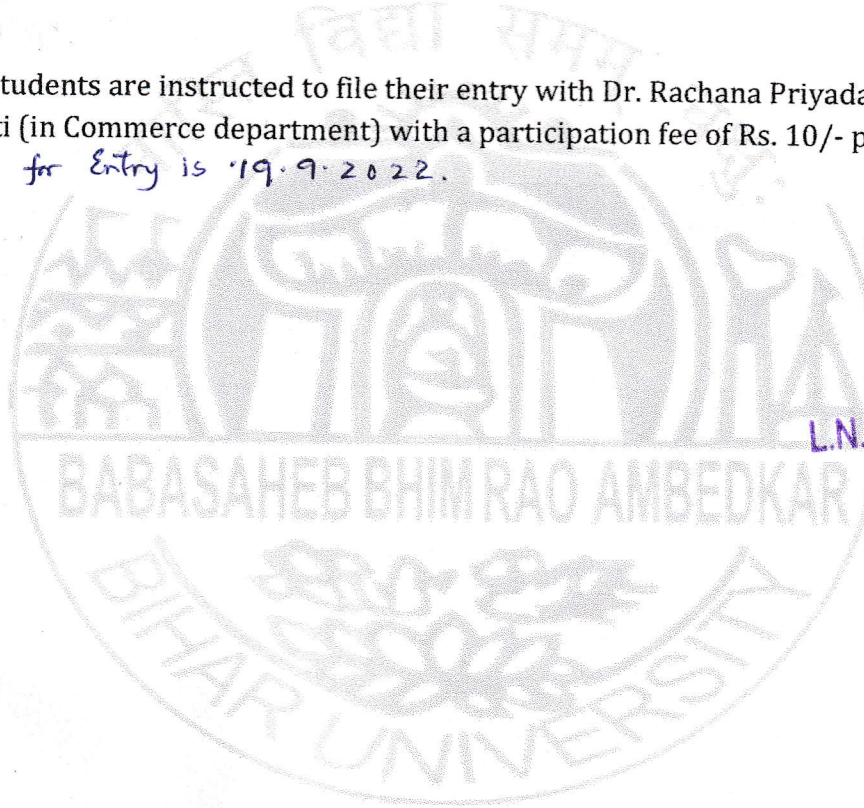 विद्या समम
tudents are instructed to file their entry with Dr. Rachana Priyada
i (in Commerce department) with a participation fee of Rs. 10/- p
for Entry is 19.9.2022.
L.N.
BABASAHEB BHIM RAO AMBEDKAR
BIHAR UNIVERSITY